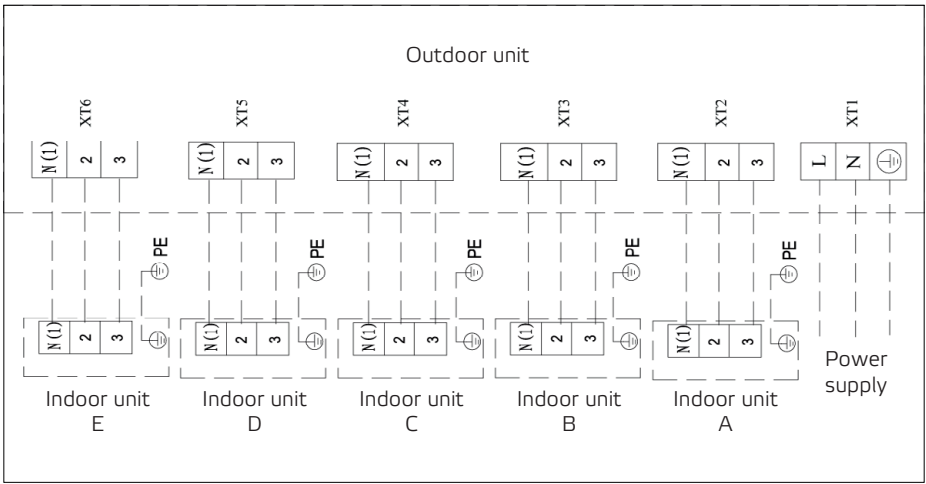 Outdoor unit
XT6 XT5 XT4 XT3 XT2 XT1
N (1) 2 3 N (1) 2 3 N (1) 2 3 N (1) 2 3 N (1) 2 3 L N
PE PE PE PE PE
N (1) 2 3 N (1) 2 3 N (1) 2 3 N (1) 2 3 N (1) 2 3
Power
supply
Indoor unit
E
Indoor unit
D
Indoor unit
C
Indoor unit
B
Indoor unit
A